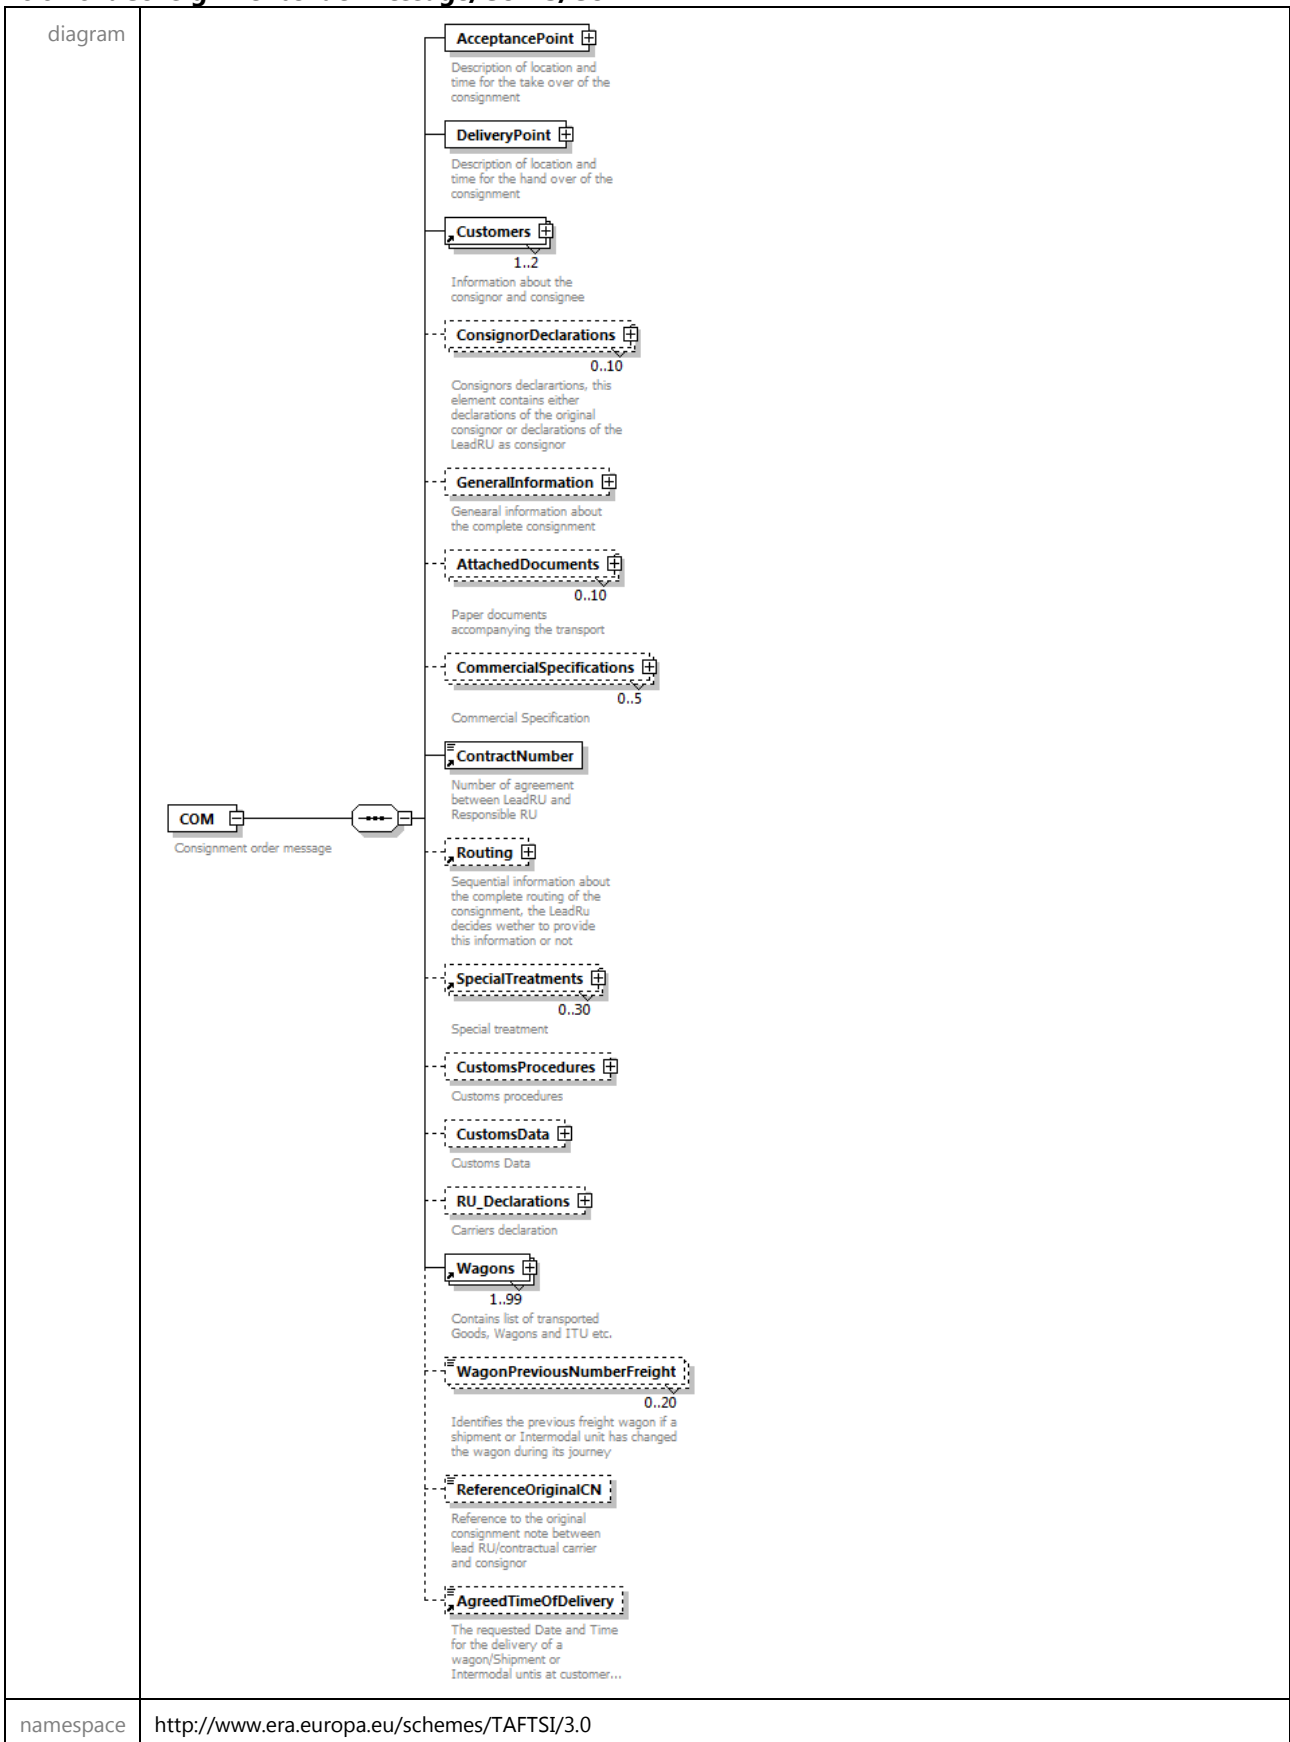 diagram
AcceptancePoint
Description of location and
time for the take over of the
consignment
DeliveryPoint
Description of location and
time for the hand over of the
consignment
Customers
1..2
Information about the
consignor and consignee
ConsignorDeclarations
0..10
Consignors declarartions, this
element contains either
declarations of the original
consignor or declarations of the
LeadRU as consignor
GeneralInformation
Genearal information about
the complete consignment
AttachedDocuments
0..10
Paper documents
accompanying the transport
CommercialSpecifications
0..5
Commercial Specification
ContractNumber
Number of agreement
between LeadRU and
Responsible RU
COM
Consignment order message
Routing
Sequential information about
the complete routing of the
consignment, the LeadRu
decides wether to provide
this information or not
SpecialTreatments
0..30
Special treatment
CustomsProcedures
Customs procedures
CustomsData
Customs Data
RU_Declarations
Carriers declaration
Wagons
1..99
Contains list of transported
Goods, Wagons and ITU etc.
WagonPreviousNumberFreight
0..20
Identifies the previous freight wagon if a
shipment or Intermodal unit has changed
the wagon during its journey
ReferenceOriginalCN
Reference to the original
consignment note between
lead RU/contractual carrier
and consignor
AgreedTimeOfDelivery
The requested Date and Time
for the delivery of a
wagon/Shipment or
Intermodal untis at customer...
namespace
http://www.era.europa.eu/schemes/TAFTSI/3.0